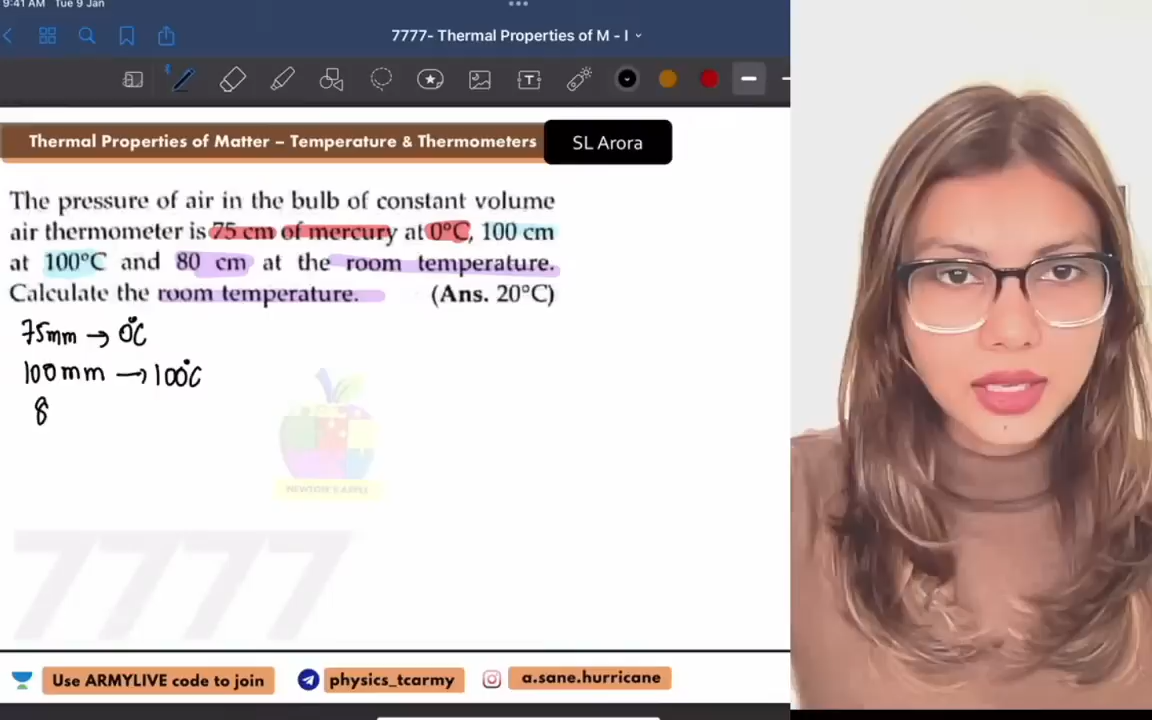 9:41 AM Tue 9 Jan
7777- Thermal Properties of M - I
Thermal Properties of Matter – Temperature & Thermometers
SL Arora
The pressure of air in the bulb of constant volume
air thermometer is 75 cm of mercury at 0°C, 100 cm
at 100°C and 80 cm at the room temperature.
Calculate the room temperature. (Ans. 20°C)
75mm → 0°C
100mm → 100°C
8
NEWTON'S APPLE
7777
Use ARMYLIVE code to join
physics_tcarmy
a.sane.hurricane